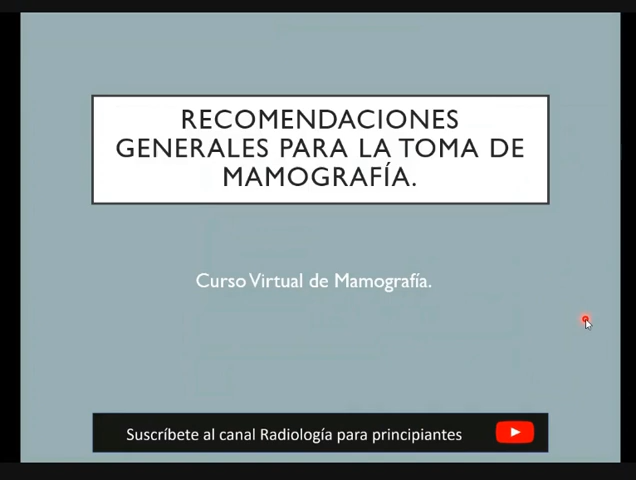 RECOMENDACIONES
GENERALES PARA LA TOMA DE
MAMOGRAFÍA.
Curso Virtual de Mamografía.
Suscríbete al canal Radiología para principiantes